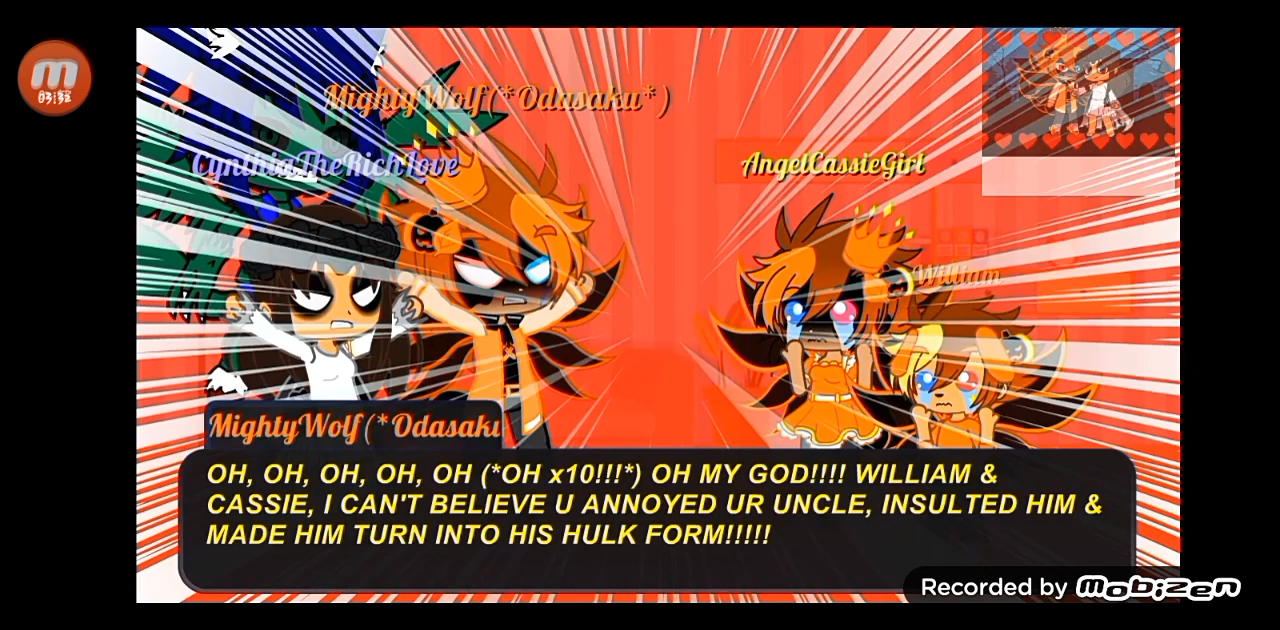 MightyWolf(*Odasaku*)
CynthiaTheRichLove
AngelCassieGirl
William
MightyWolf(*Odasaku
OH, OH, OH, OH, OH (*OH x10!!!*) OH MY GOD!!!! WILLIAM &
CASSIE, I CAN'T BELIEVE U ANNOYED UR UNCLE, INSULTED HIM &
MADE HIM TURN INTO HIS HULK FORM!!!!!
Recorded by Mobizen